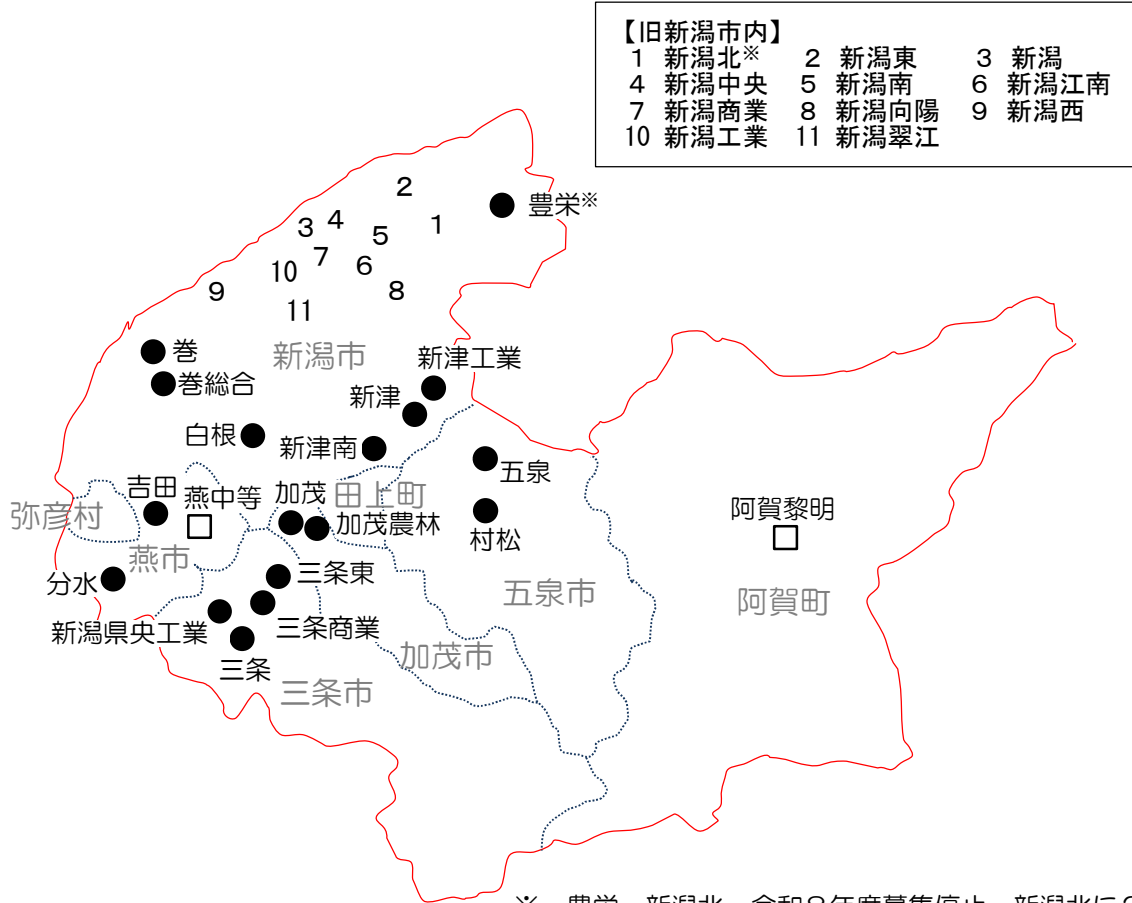 【旧新潟市内】
1 新潟北※ 2 新潟東 3 新潟
4 新潟中央 5 新潟南 6 新潟江南
7 新潟商業 8 新潟向陽 9 新潟西
10 新潟工業 11 新潟翠江
2
豊栄※
4
3
1
5
7
6
10
8
9
11
巻
新潟市
新津工業
巻総合
新津
白根
新津南
五泉
吉田
燕中等
加茂
田上町
弥彦村
加茂農林
村松
阿賀黎明
燕市
分水
三条東
五泉市
阿賀町
新潟県央工業
三条商業
加茂市
三条
三条市